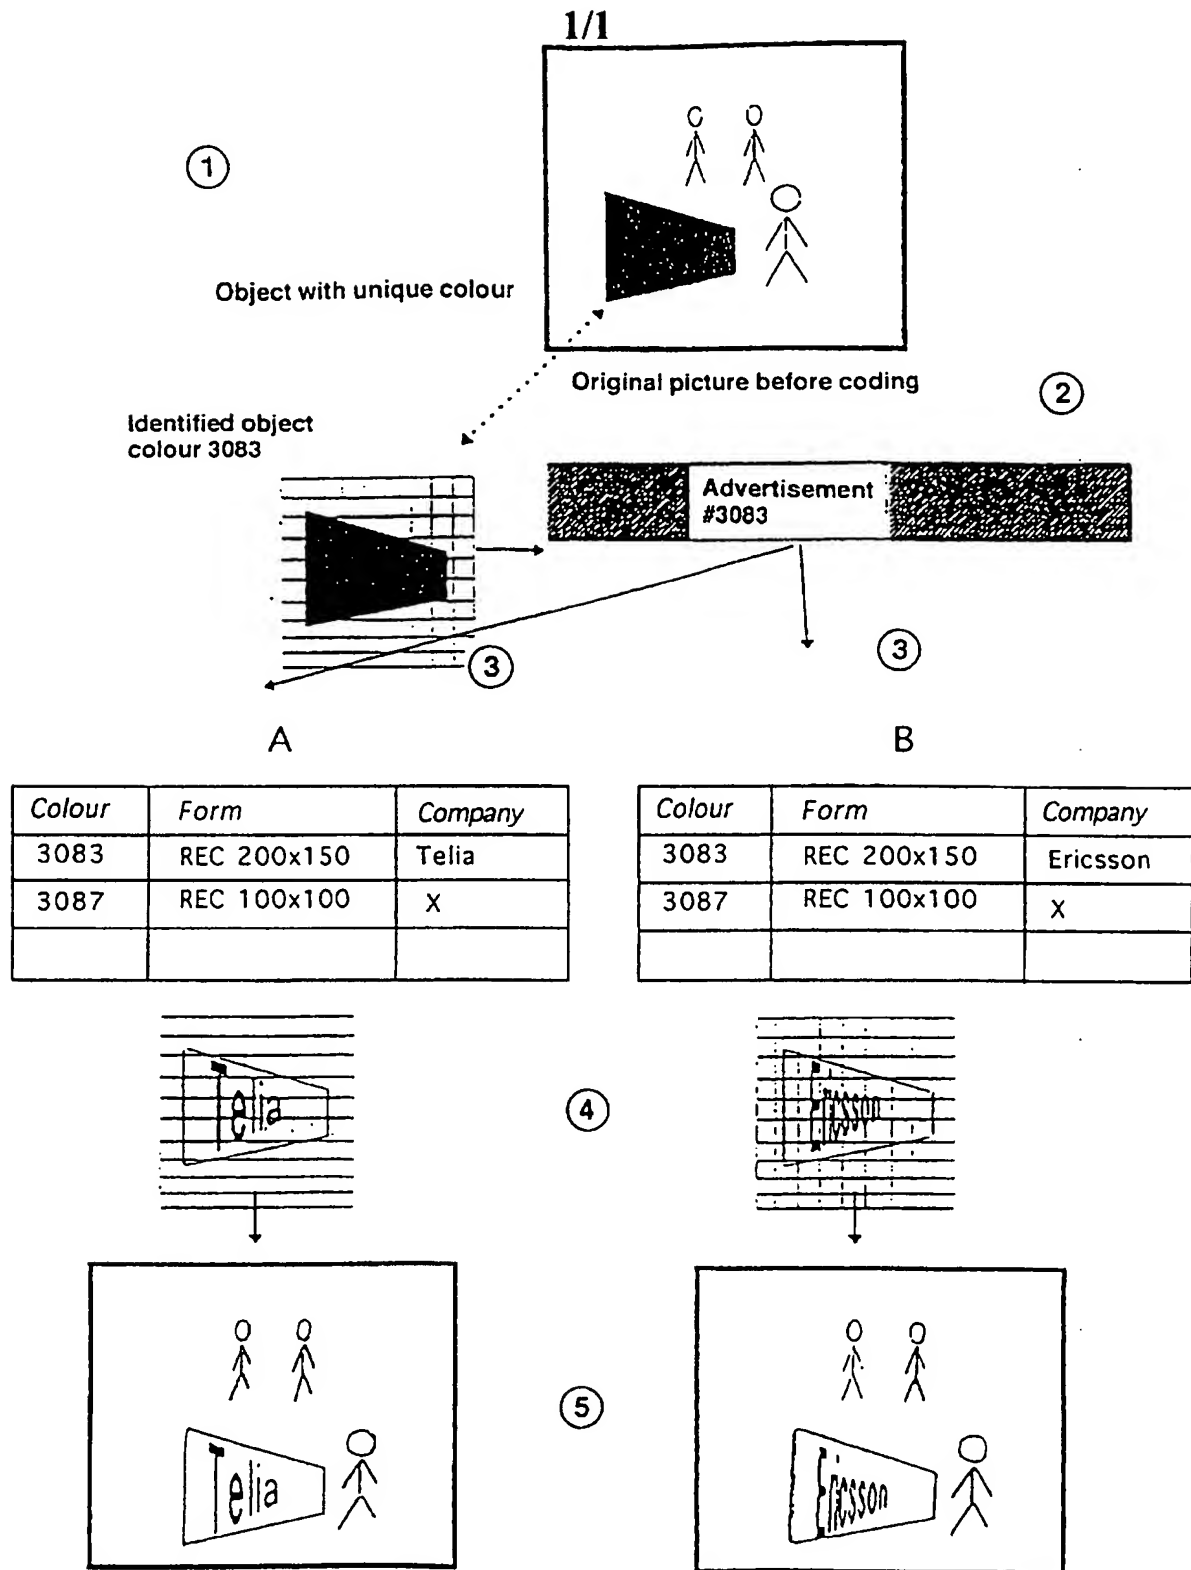 1/1
1
Object with unique colour
Original picture before coding
2
Identified object
colour 3083
Advertisement
#3083
3
3
A
B
Colour Form Company
3083 REC 200x150 Telia
3087 REC 100x100 X
Colour Form Company
3083 REC 200x150 Ericsson
3087 REC 100x100 X
Telia
4
Ericsson
5
Telia
Ericsson